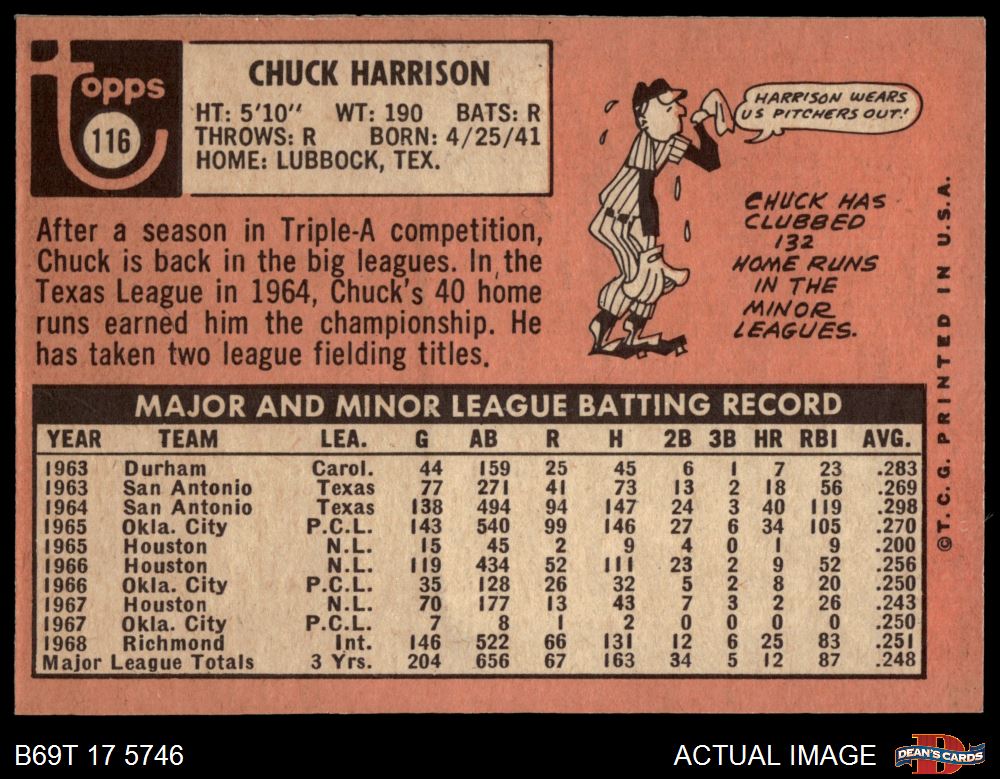 Topps
116
CHUCK HARRISON
HT: 5'10" WT: 190 BATS: R
THROWS: R BORN: 4/25/41
HOME: LUBBOCK, TEX.
HARRISON WEARS
US PITCHERS OUT!
CHUCK HAS
CLUBBED
132
HOME RUNS
IN THE
MINOR
LEAGUES.
After a season in Triple-A competition,
Chuck is back in the big leagues. In the
Texas League in 1964, Chuck's 40 home
runs earned him the championship. He
has taken two league fielding titles.
MAJOR AND MINOR LEAGUE BATTING RECORD
YEAR TEAM LEA. G AB R H 2B 3B HR RBI AVG.
1963 Durham Carol. 44 159 25 45 6 1 7 23 .283
1963 San Antonio Texas 77 271 41 73 13 2 18 56 .269
1964 San Antonio Texas 138 494 94 147 24 3 40 119 .298
1965 Okla. City P.C.L. 143 540 99 146 27 6 34 105 .270
1965 Houston N.L. 15 45 2 9 4 0 1 9 .200
1966 Houston N.L. 119 434 52 111 23 2 9 52 .256
1966 Okla. City P.C.L. 35 128 26 32 5 2 8 20 .250
1967 Houston N.L. 70 177 13 43 7 3 2 26 .243
1967 Okla. City P.C.L. 7 8 1 2 0 0 0 0 .250
1968 Richmond Int. 146 522 66 131 12 6 25 83 .251
Major League Totals 3 Yrs. 204 656 67 163 34 5 12 87 .248
©T.C.G. PRINTED IN U.S.A.
B69T 17 5746
ACTUAL IMAGE
DEAN'S CARDS